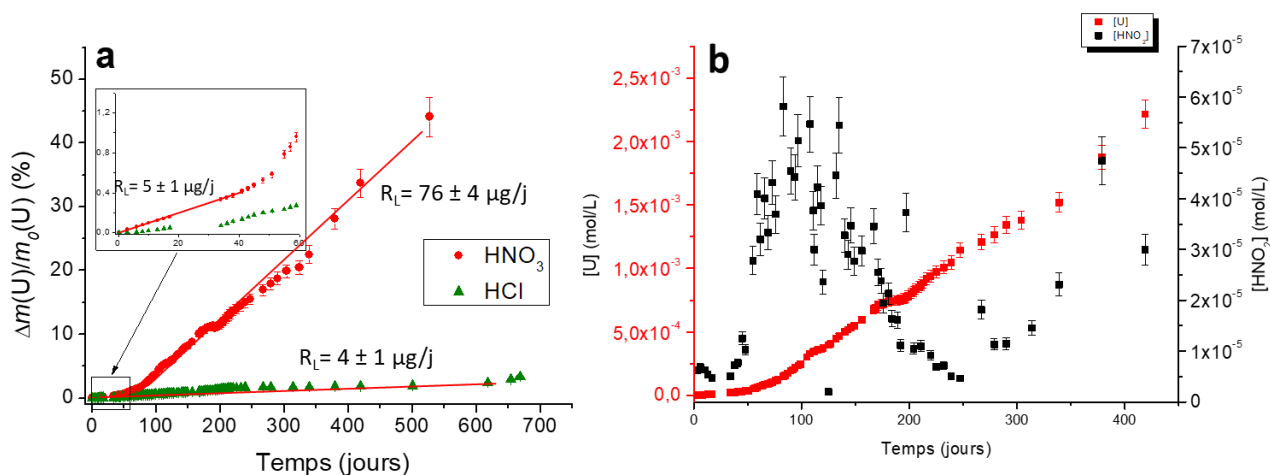 a
Δm(U)/m₀(U) (%)
50
40
30
20
10
0
1,2
0,8
0,4
0,0
0 20 40 60
R_L= 5 ± 1 µg/j
R_L= 76 ± 4 µg/j
HNO₃
HCl
R_L= 4 ± 1 µg/j
0 100 200 300 400 500 600 700
Temps (jours)
b
[U]
[HNO₂]
[U] (mol/L)
2,5x10⁻³
2,0x10⁻³
1,5x10⁻³
1,0x10⁻³
5,0x10⁻⁴
0,0
7x10⁻⁵
6x10⁻⁵
5x10⁻⁵
4x10⁻⁵
3x10⁻⁵
2x10⁻⁵
1x10⁻⁵
0
[HNO₂] (mol/L)
0 100 200 300 400
Temps (jours)